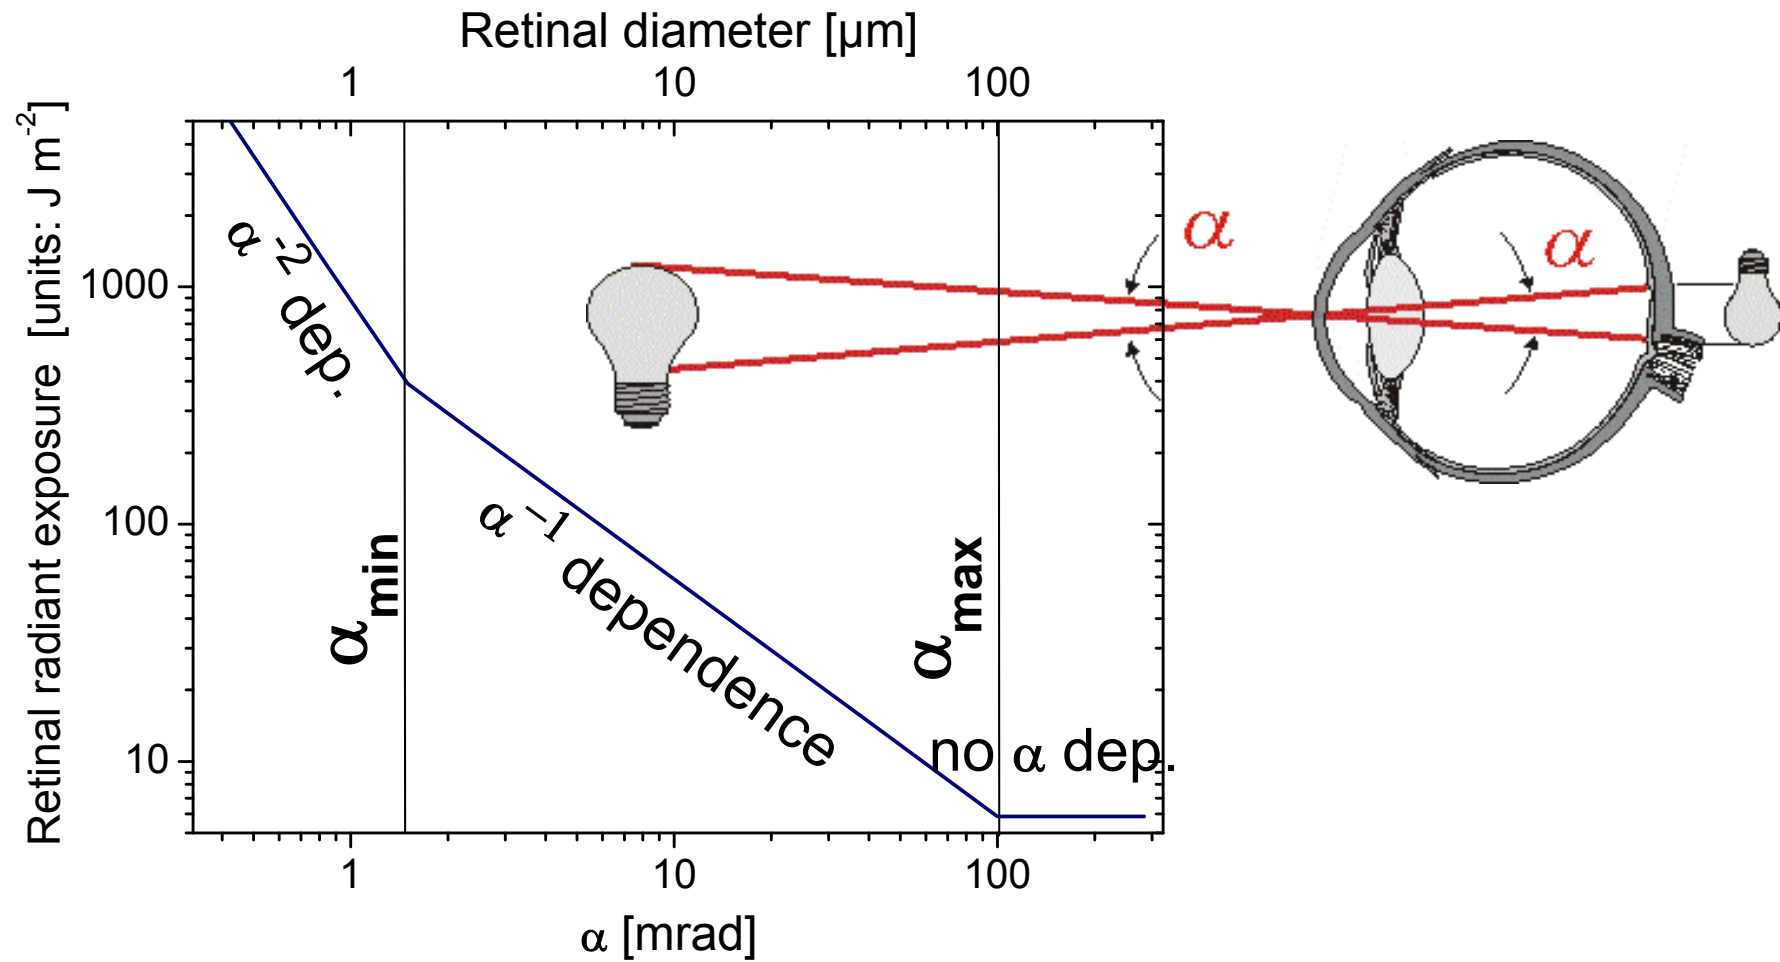 Retinal diameter [µm]
1 10 100
Retinal radiant exposure [units: J m⁻²]
1000
100
10
α⁻² dep.
α⁻¹ dependence
no α dep.
αmin
αmax
α
α
1 10 100
α [mrad]